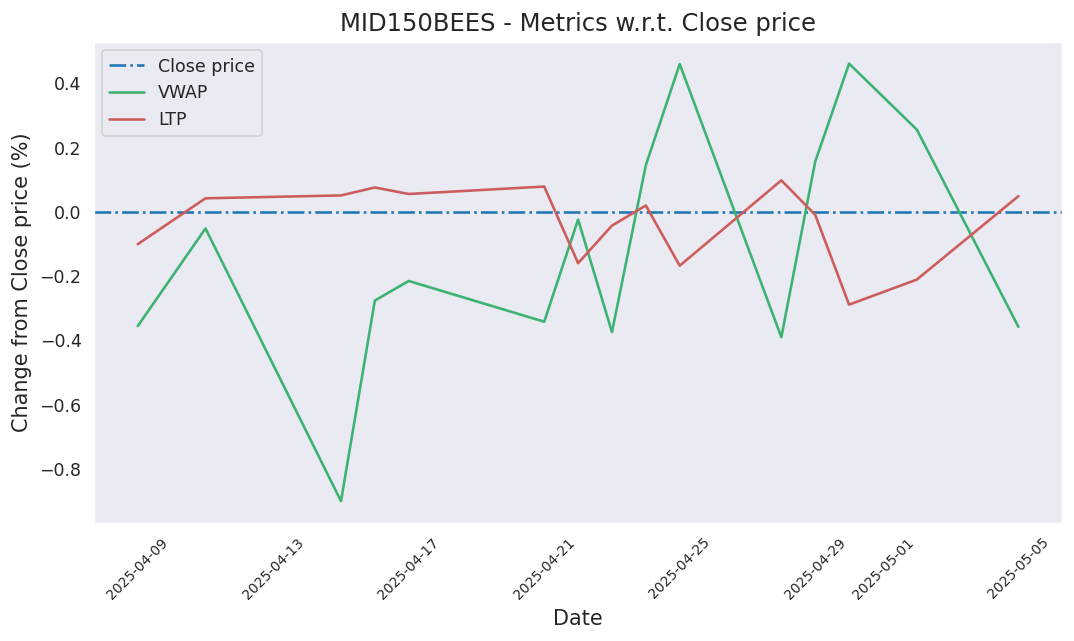 MID150BEES - Metrics w.r.t. Close price
Close price
VWAP
LTP
Change from Close price (%)
0.4
0.2
0.0
−0.2
−0.4
−0.6
−0.8
2025-04-09
2025-04-13
2025-04-17
2025-04-21
2025-04-25
2025-04-29
2025-05-01
2025-05-05
Date